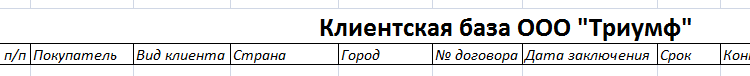 Клиентская база ООО "Триумф"
п/п Покупатель Вид клиента Страна Город № договора Дата заключения Срок